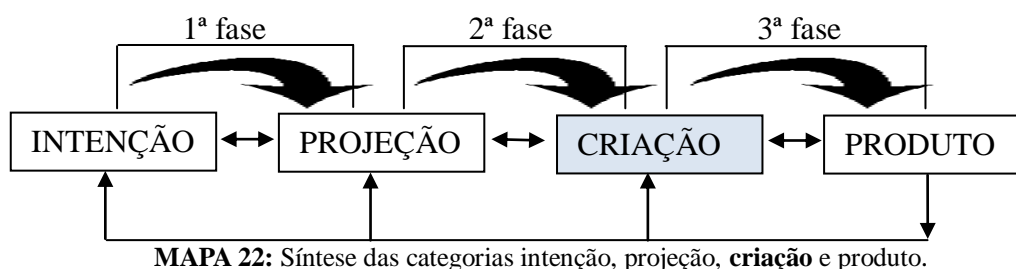 1ª fase 2ª fase 3ª fase
INTENÇÃO PROJEÇÃO CRIAÇÃO PRODUTO
MAPA 22: Síntese das categorias intenção, projeção, criação e produto.